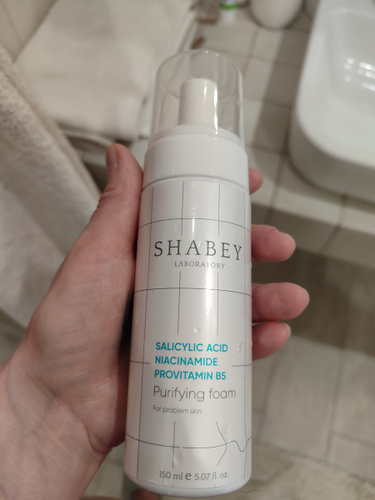 SHABEY
LABORATORY
SALICYLIC ACID
NIACINAMIDE
PROVITAMIN B5
Purifying foam
For problem skin
150 ml e 5.07 fl. oz.